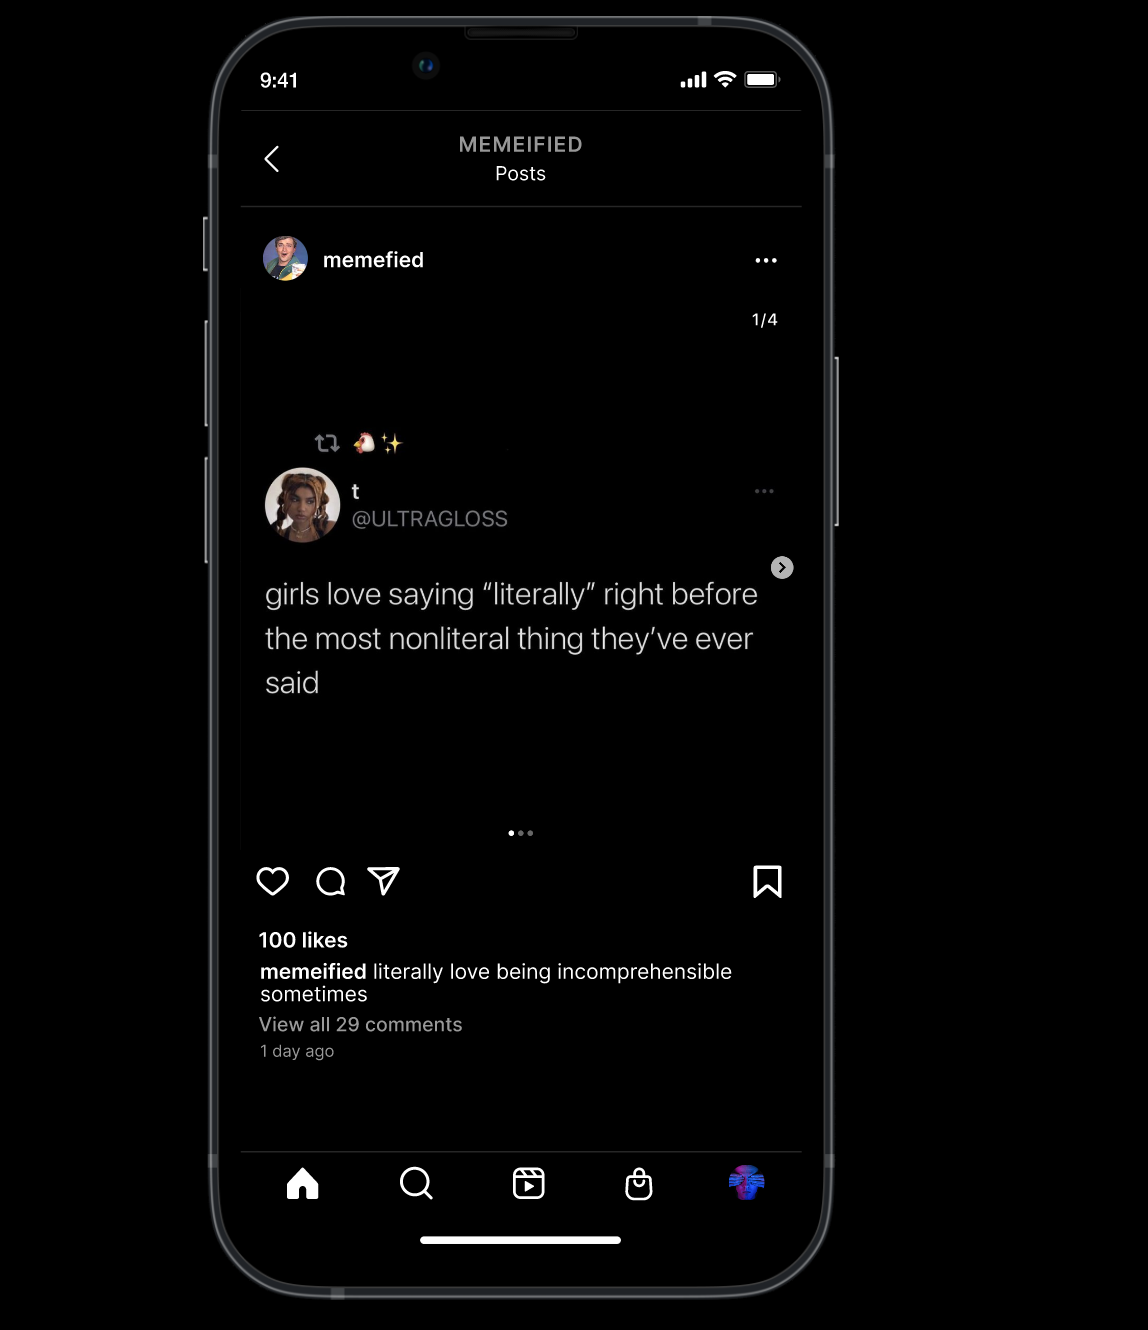 9:41
MEMEIFIED
Posts
memefied
1/4
t
@ULTRAGLOSS
girls love saying “literally” right before
the most nonliteral thing they’ve ever
said
100 likes
memeified literally love being incomprehensible
sometimes
View all 29 comments
1 day ago